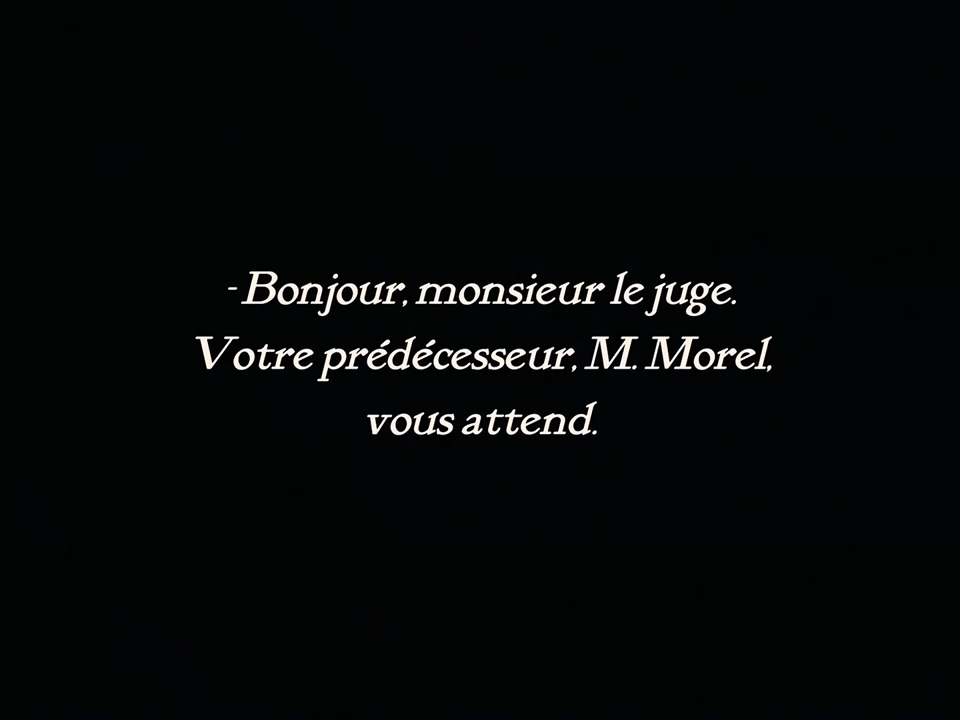 - Bonjour, monsieur le juge.
Votre prédécesseur, M. Morel,
vous attend.